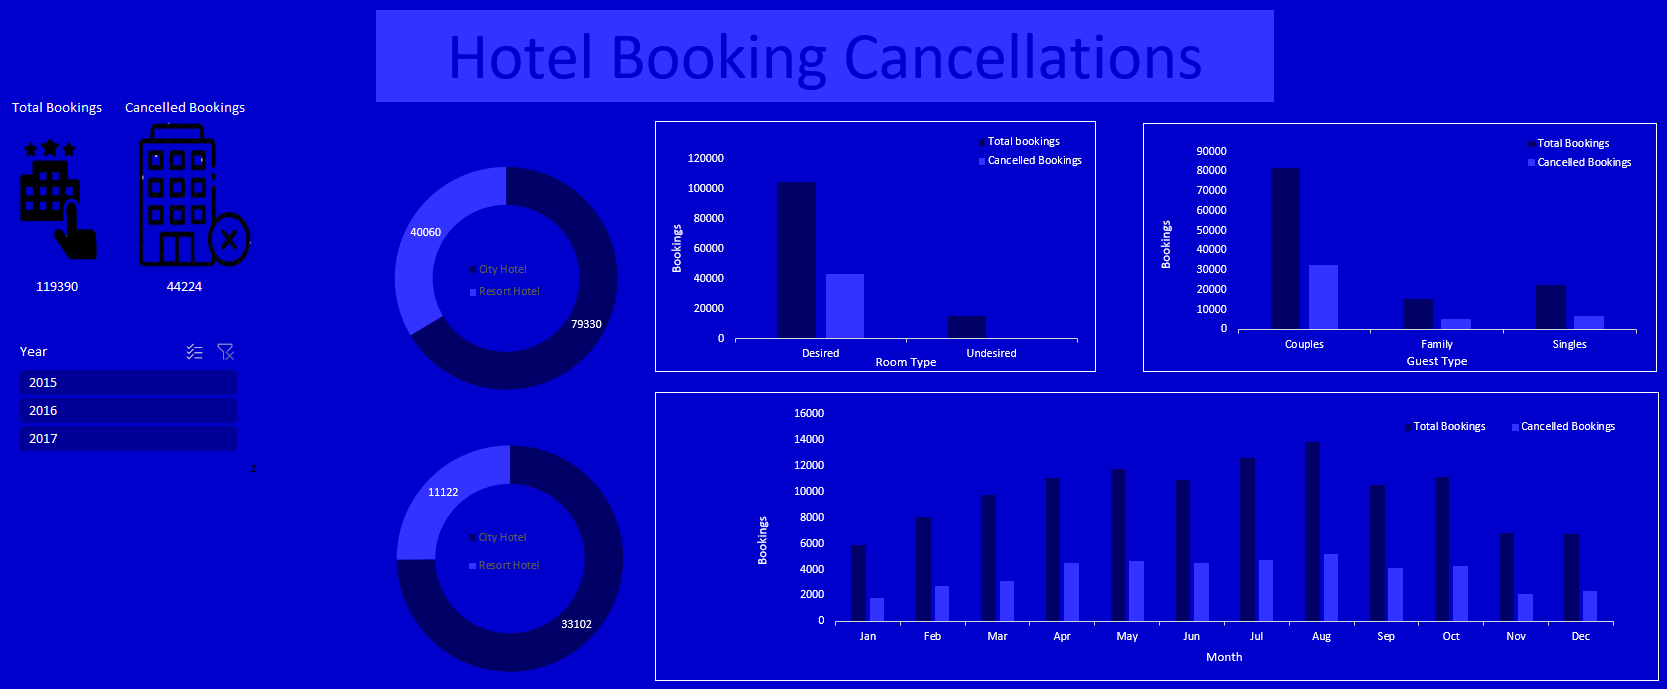 Hotel Booking Cancellations
Total Bookings
Cancelled Bookings
119390
44224
Year
2015
2016
2017
2
40060
City Hotel
Resort Hotel
79330
11122
City Hotel
Resort Hotel
33102
Total bookings
Cancelled Bookings
120000
100000
80000
60000
40000
20000
0
Bookings
Desired
Undesired
Room Type
Total Bookings
Cancelled Bookings
90000
80000
70000
60000
50000
40000
30000
20000
10000
0
Bookings
Couples
Family
Singles
Guest Type
Total Bookings
Cancelled Bookings
16000
14000
12000
10000
8000
6000
4000
2000
0
Bookings
Jan
Feb
Mar
Apr
May
Jun
Jul
Aug
Sep
Oct
Nov
Dec
Month